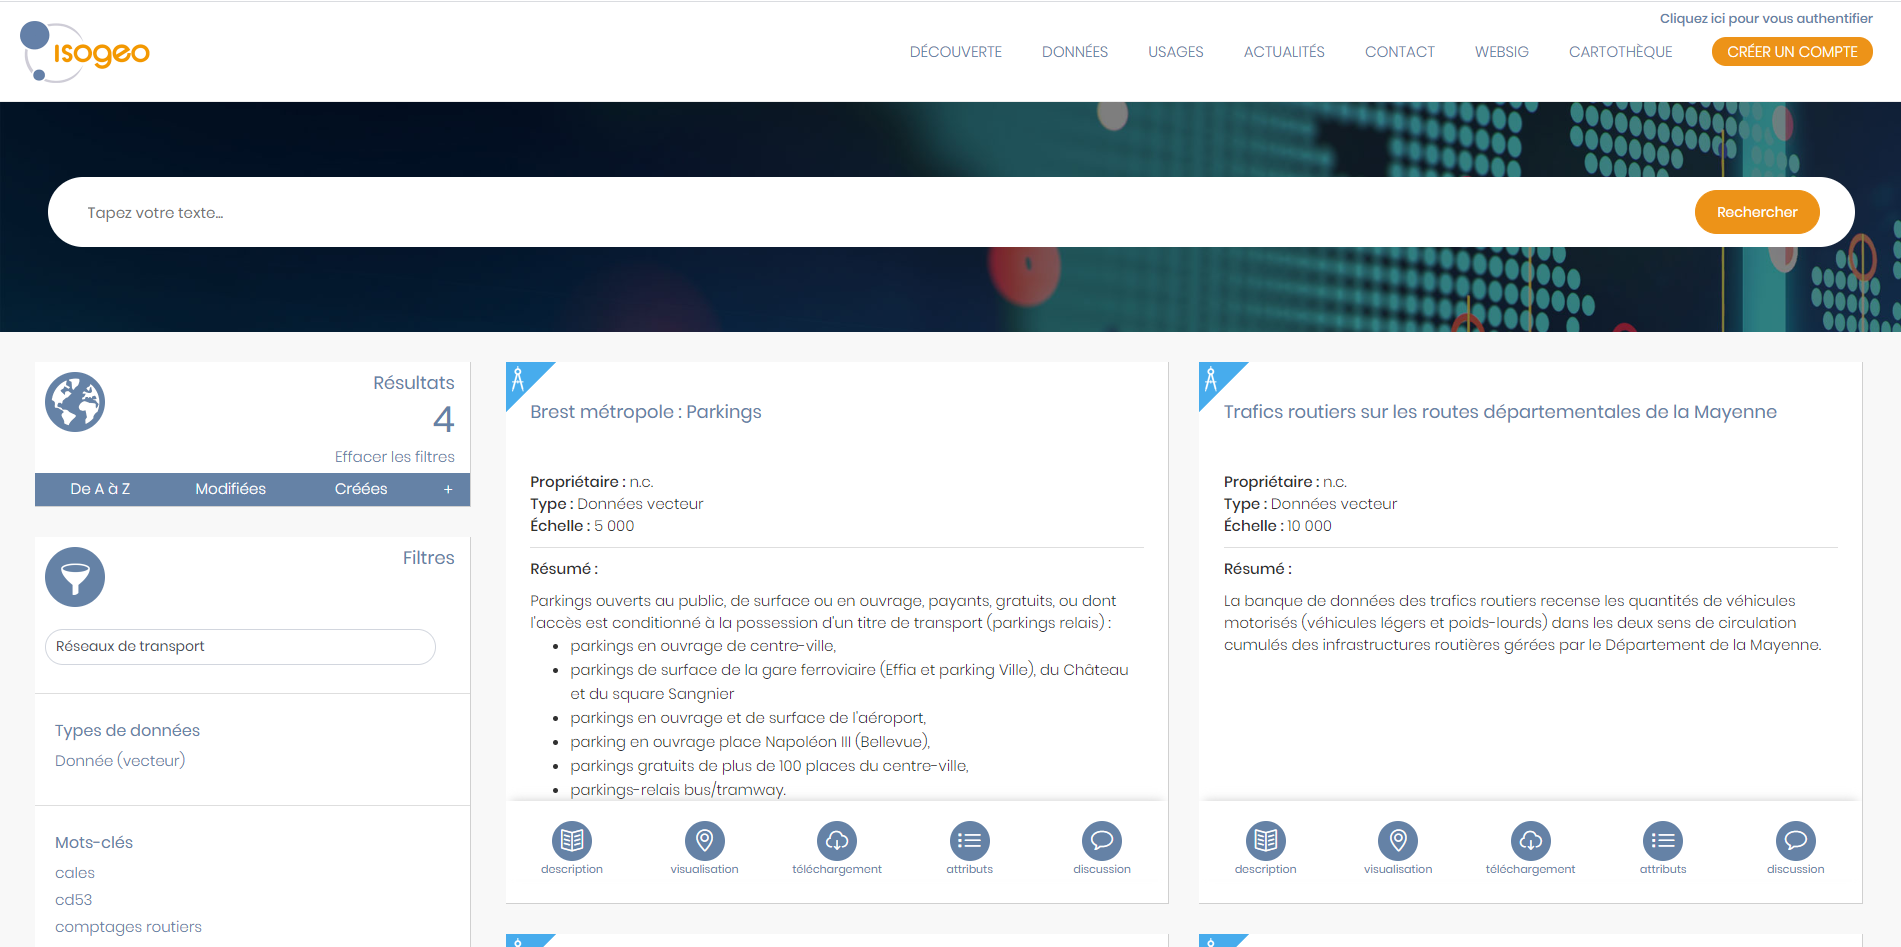 Cliquez ici pour vous authentifier
isogeo
DÉCOUVERTE DONNÉES USAGES ACTUALITÉS CONTACT WEBSIG CARTOTHÈQUE CRÉER UN COMPTE
Tapez votre texte...
Rechercher
Résultats
4
Effacer les filtres
De A à Z Modifiées Créées +
Filtres
Réseaux de transport
Types de données
Donnée (vecteur)
Mots-clés
cales
cd53
comptages routiers
Brest métropole : Parkings
Propriétaire : n.c.
Type : Données vecteur
Échelle : 5 000
Résumé :
Parkings ouverts au public, de surface ou en ouvrage, payants, gratuits, ou dont
l'accès est conditionné à la possession d'un titre de transport (parkings relais) :
• parkings en ouvrage de centre-ville,
• parkings de surface de la gare ferroviaire (Effia et parking Ville), du Château
et du square Sangnier
• parkings en ouvrage et de surface de l'aéroport,
• parking en ouvrage place Napoléon III (Bellevue),
• parkings gratuits de plus de 100 places du centre-ville,
• parkings-relais bus/tramway.
description visualisation téléchargement attributs discussion
Trafics routiers sur les routes départementales de la Mayenne
Propriétaire : n.c.
Type : Données vecteur
Échelle : 10 000
Résumé :
La banque de données des trafics routiers recense les quantités de véhicules
motorisés (véhicules légers et poids-lourds) dans les deux sens de circulation
cumulés des infrastructures routières gérées par le Département de la Mayenne.
description visualisation téléchargement attributs discussion